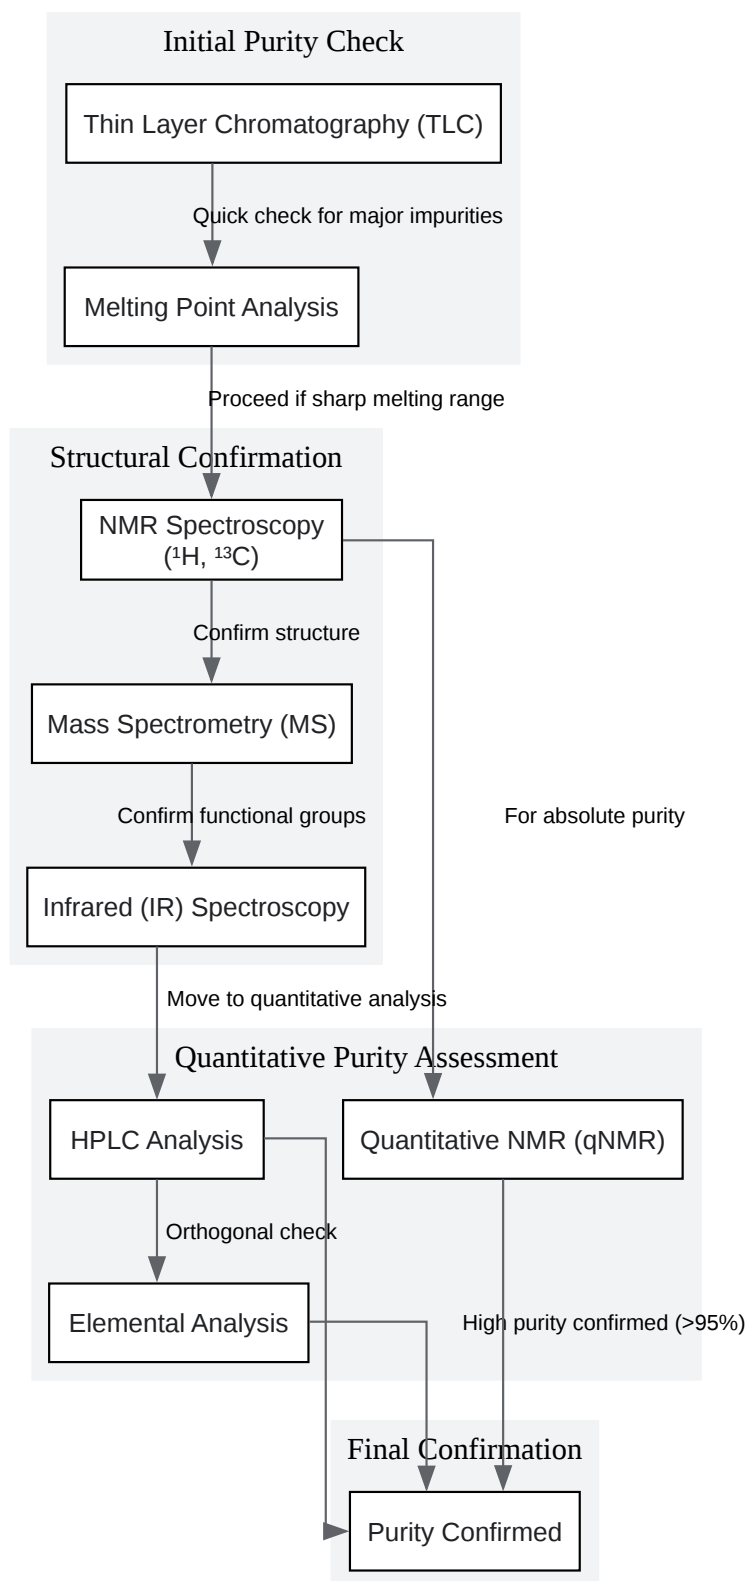 Initial Purity Check
Thin Layer Chromatography (TLC)
Quick check for major impurities
Melting Point Analysis
Proceed if sharp melting range
Structural Confirmation
NMR Spectroscopy
(¹H, ¹³C)
Confirm structure
Mass Spectrometry (MS)
Confirm functional groups
For absolute purity
Infrared (IR) Spectroscopy
Move to quantitative analysis
Quantitative Purity Assessment
HPLC Analysis
Quantitative NMR (qNMR)
Orthogonal check
Elemental Analysis
High purity confirmed (>95%)
Final Confirmation
Purity Confirmed